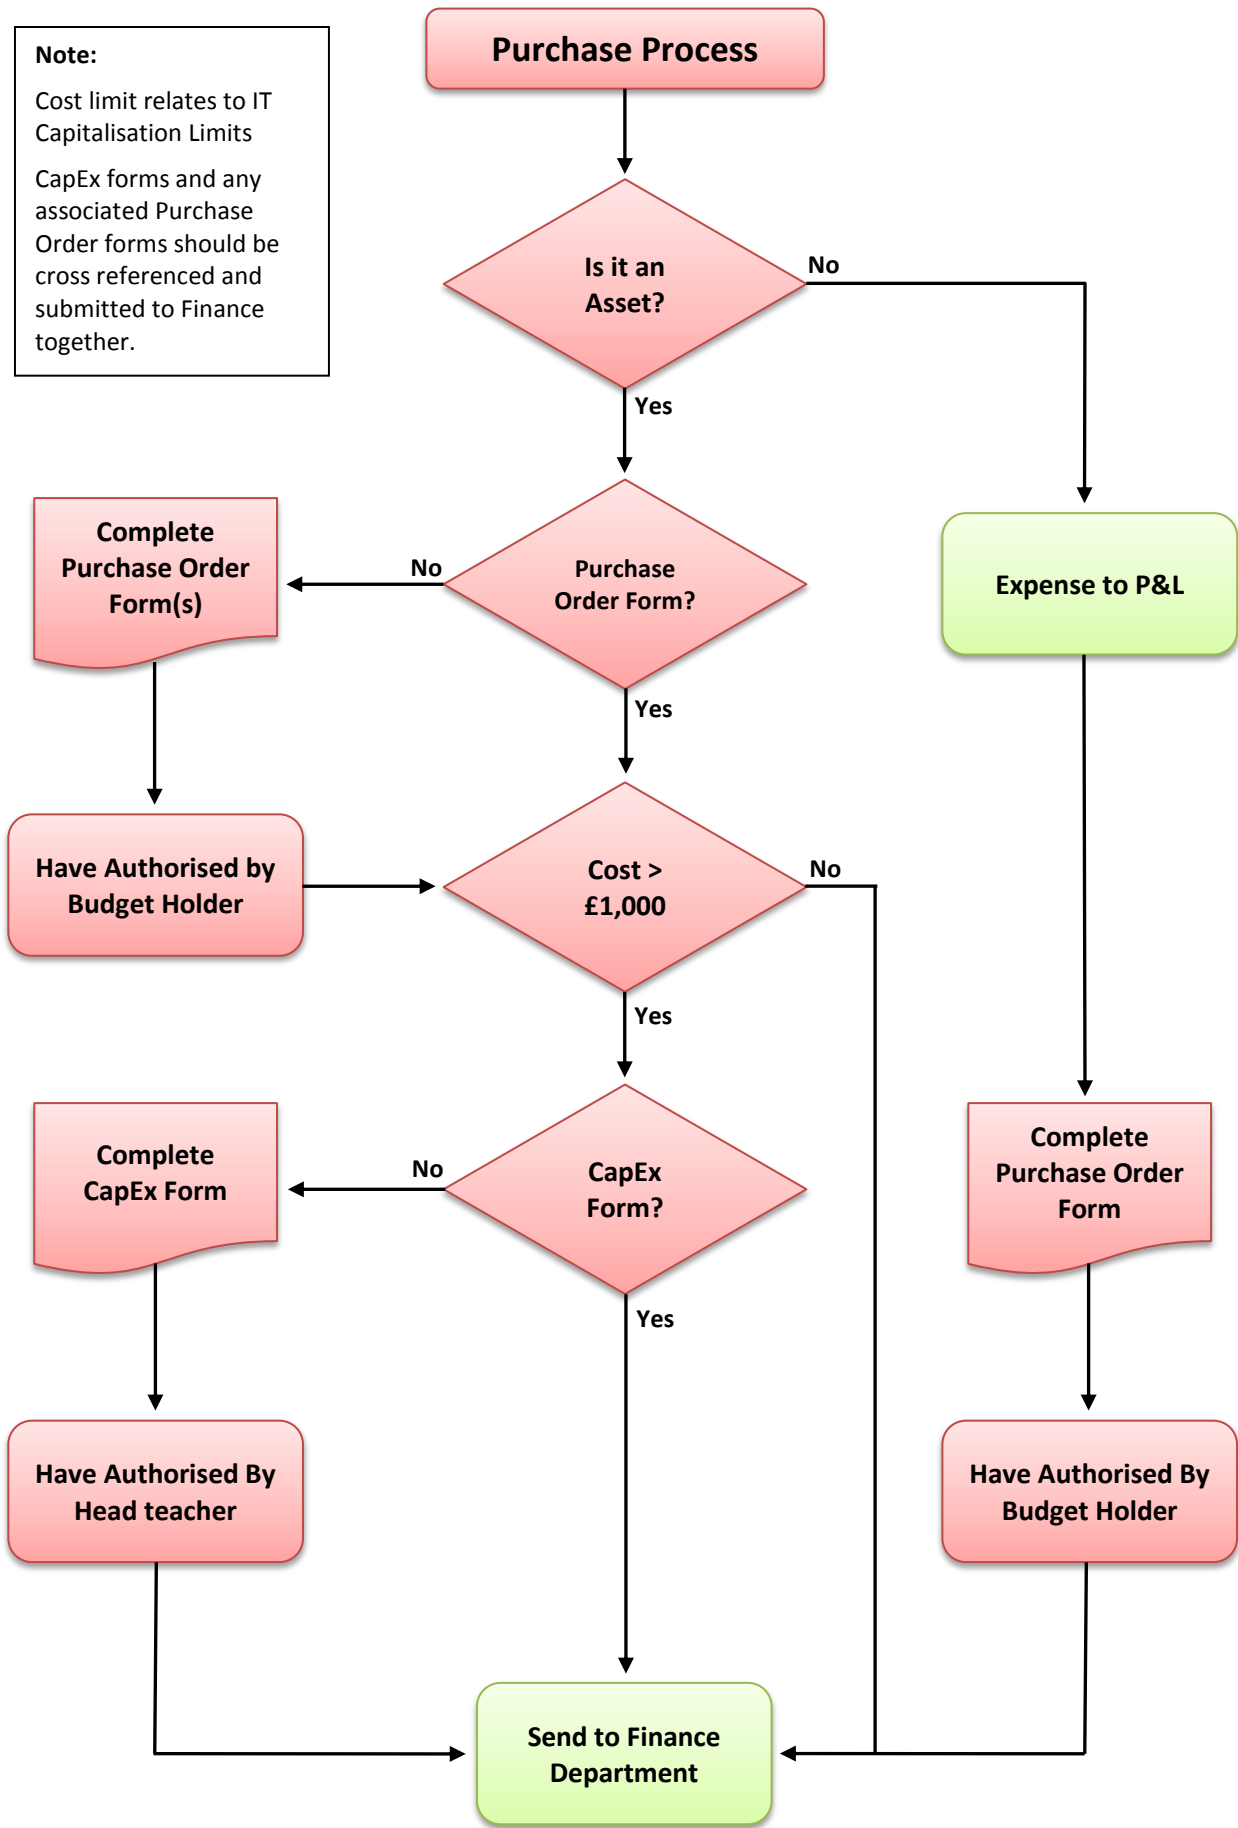 Purchase Process
Note:
Cost limit relates to IT
Capitalisation Limits
CapEx forms and any
associated Purchase
Order forms should be
cross referenced and
submitted to Finance
together.
Is it an
Asset?
No
Yes
Complete
Purchase Order
Form(s)
No
Purchase
Order Form?
Expense to P&L
Yes
Have Authorised by
Budget Holder
Cost >
£1,000
No
Yes
Complete
CapEx Form
No
CapEx
Form?
Complete
Purchase Order
Form
Yes
Have Authorised By
Head teacher
Have Authorised By
Budget Holder
Send to Finance
Department